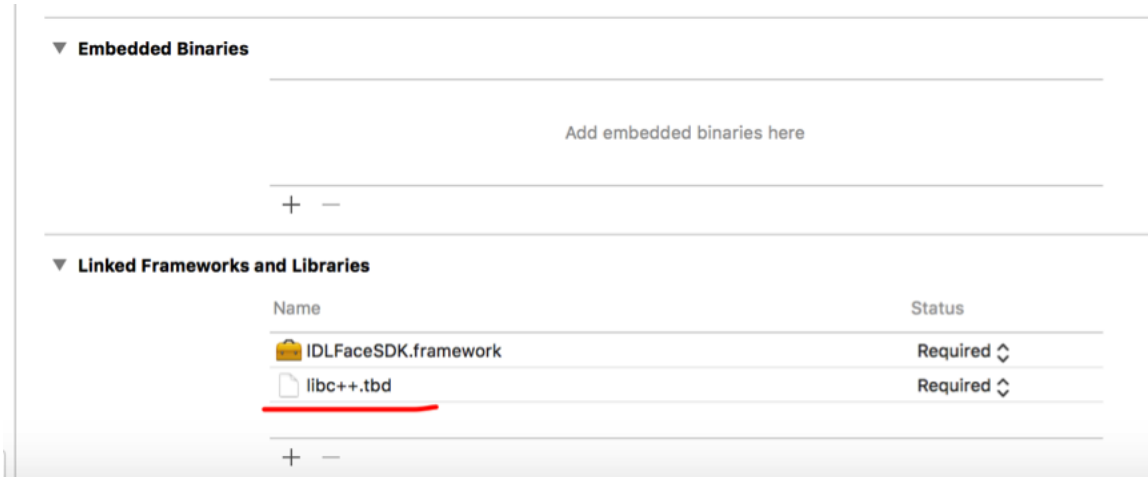 Embedded Binaries
Add embedded binaries here
Linked Frameworks and Libraries
Name Status
IDLFaceSDK.framework Required
libc++.tbd Required